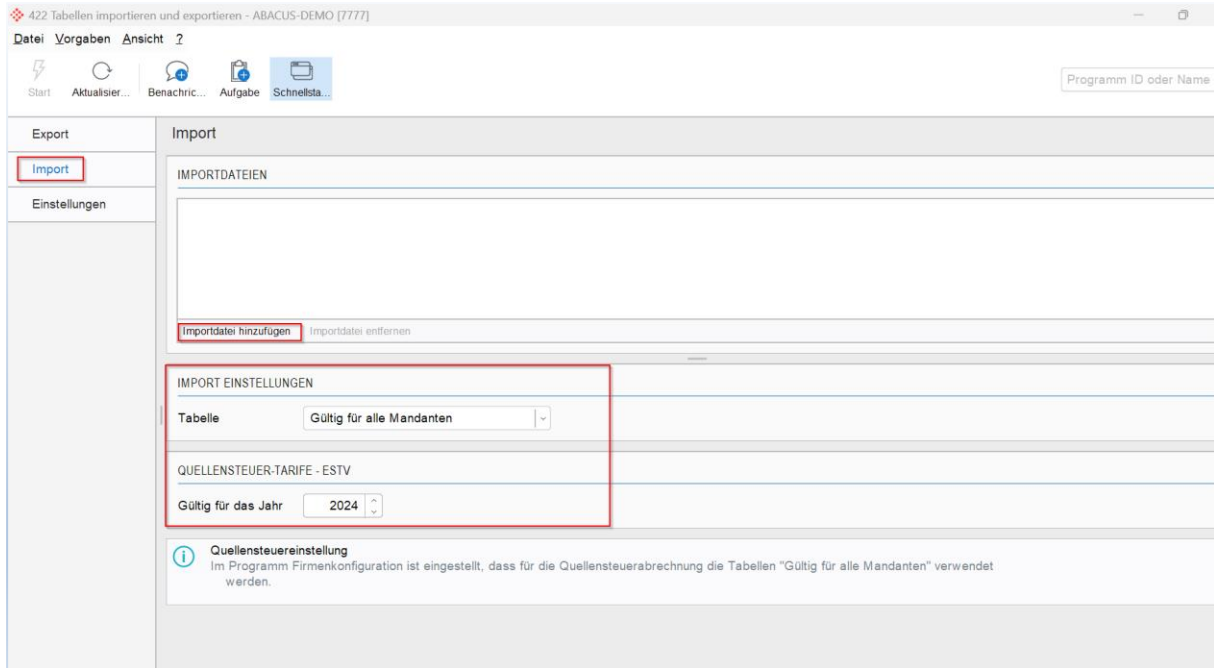 422 Tabellen importieren und exportieren - ABACUS-DEMO [7777]
Datei Vorgaben Ansicht ?
Start Aktualisier... Benachric... Aufgabe Schnellsta...
Programm ID oder Name
Export
Import
Einstellungen
Import
IMPORTDATEIEN
Importdatei hinzufügen Importdatei entfernen
IMPORT EINSTELLUNGEN
Tabelle Gültig für alle Mandanten
QUELLENSTEUER-TARIFE - ESTV
Gültig für das Jahr 2024
Quellensteuereinstellung
Im Programm Firmenkonfiguration ist eingestellt, dass für die Quellensteuerabrechnung die Tabellen "Gültig für alle Mandanten" verwendet
werden.